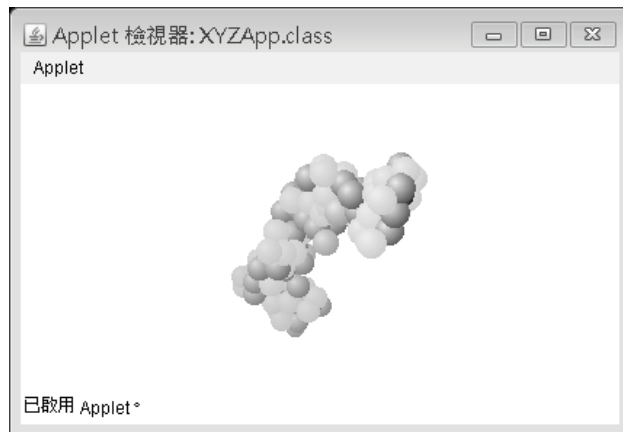 Applet 檢視器: XYZApp.class
Applet
已啟用 Applet。